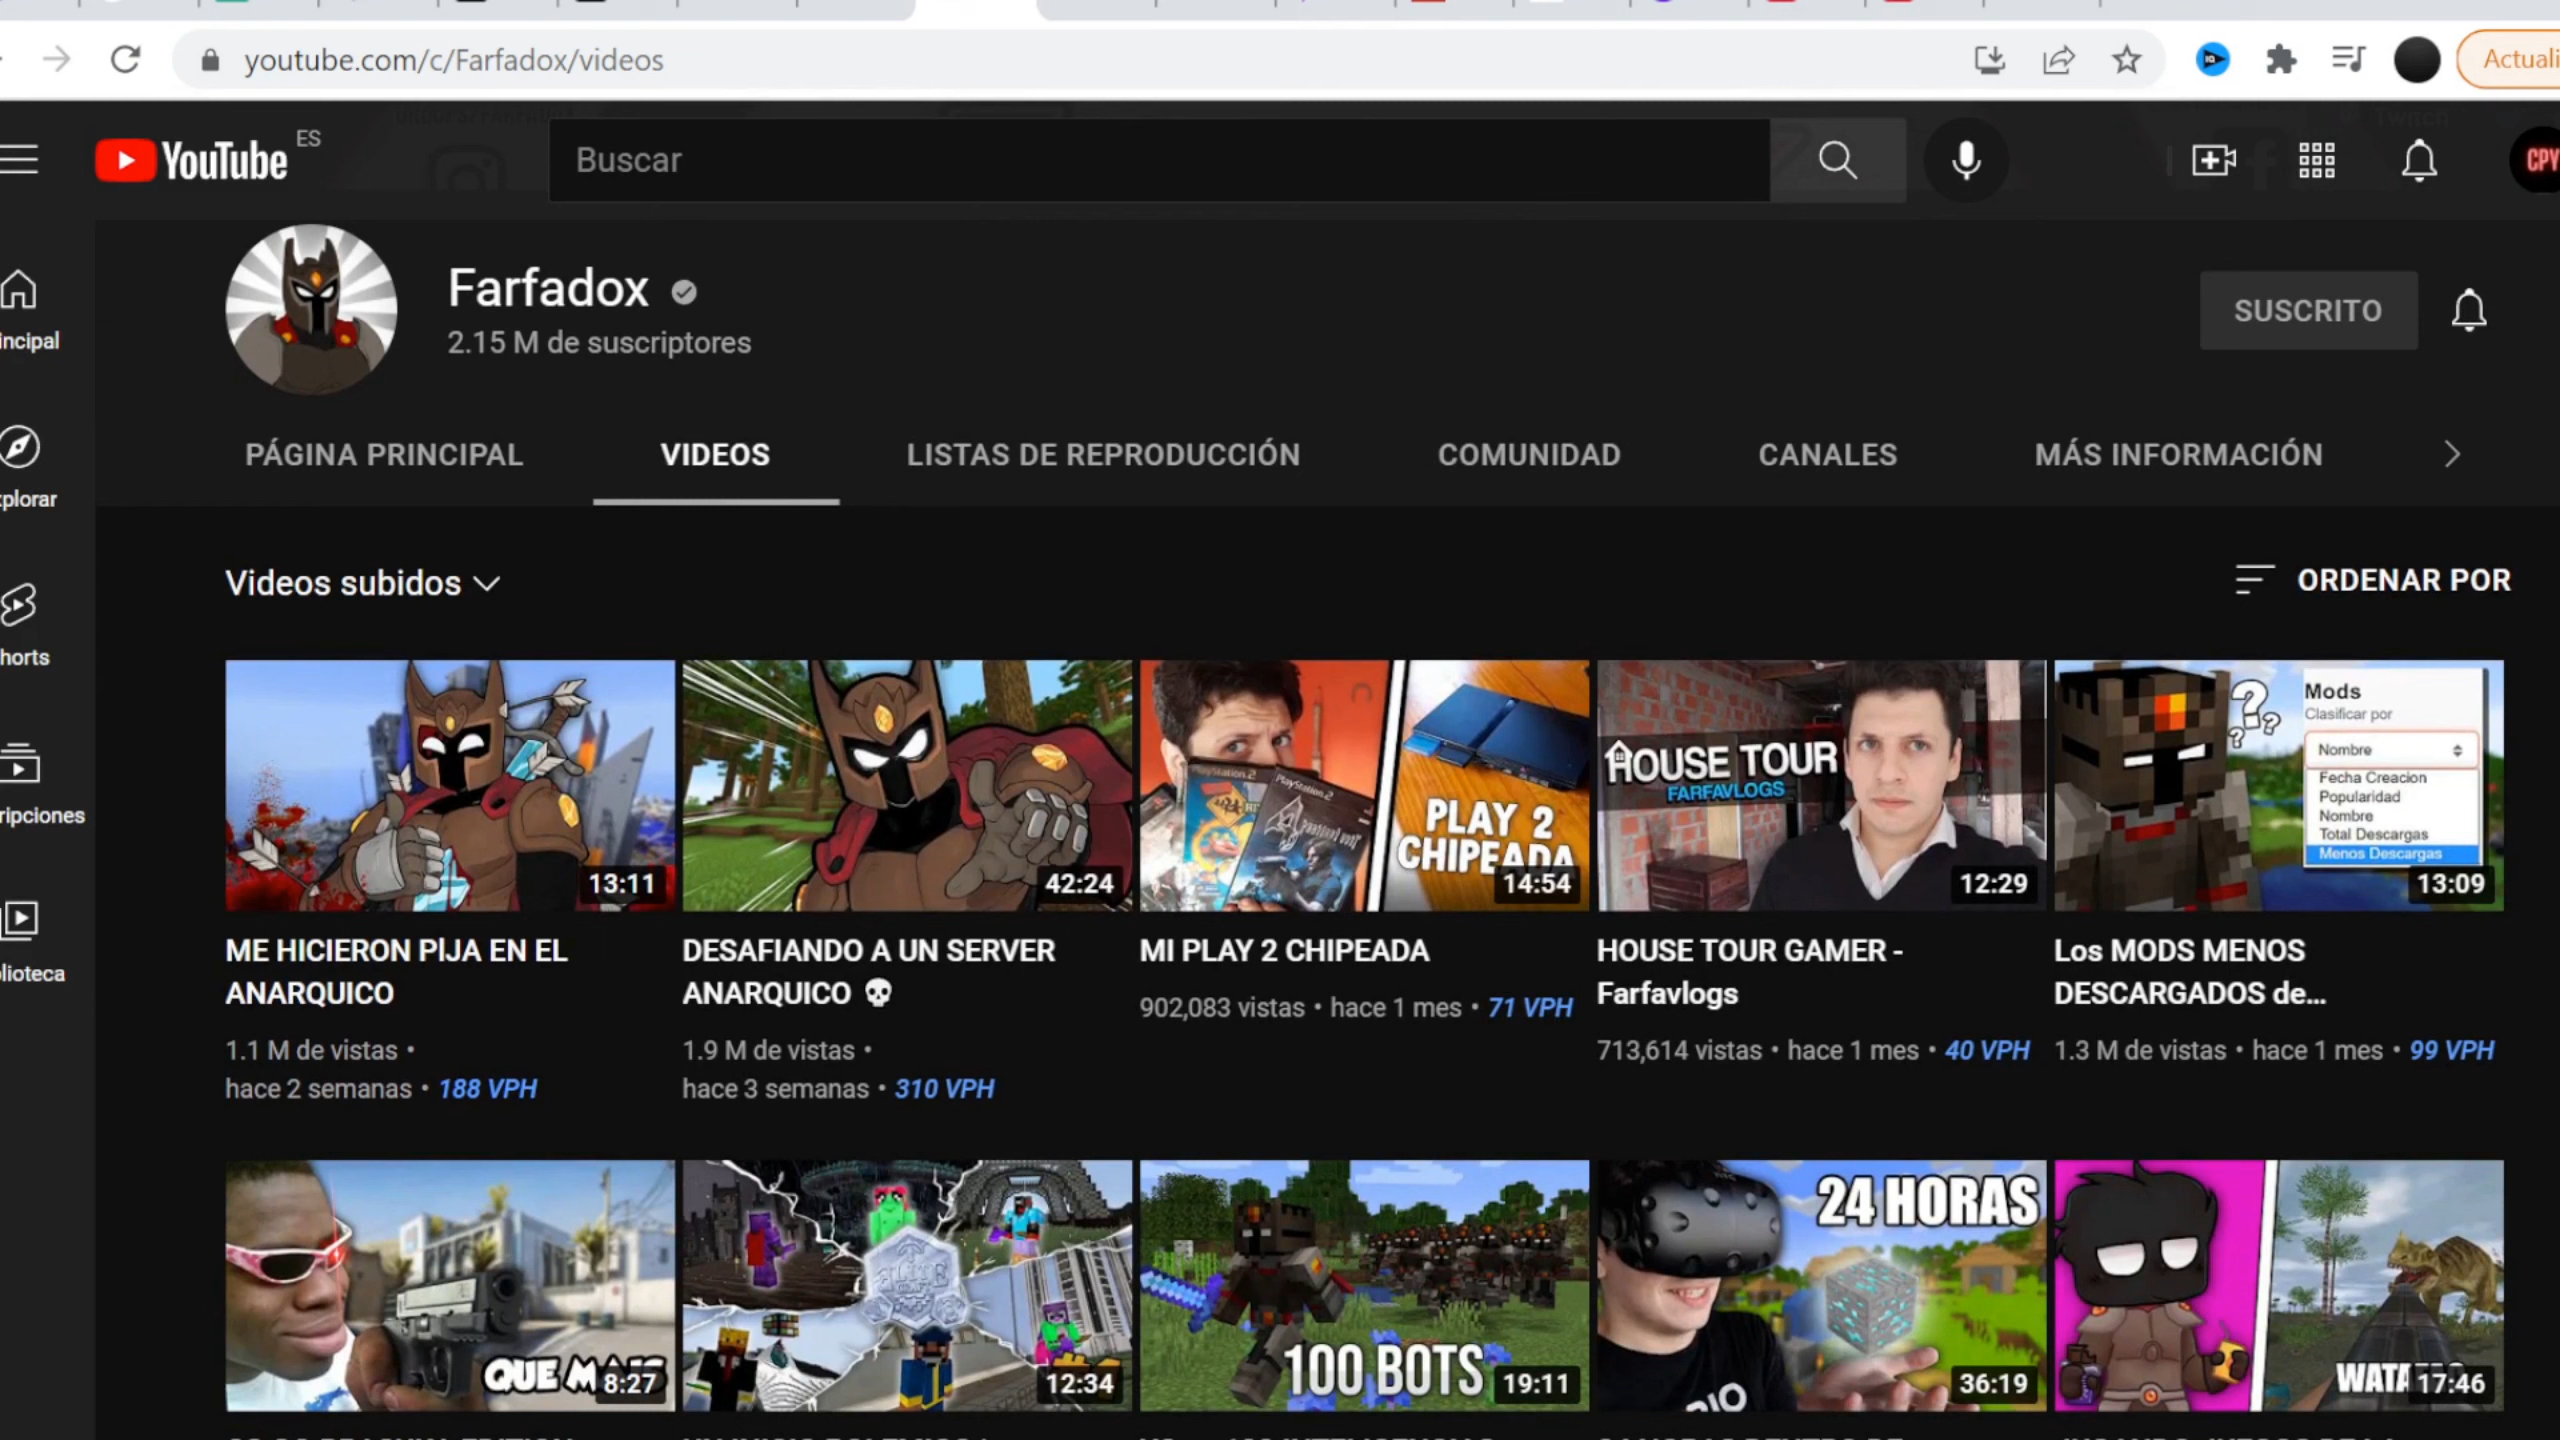 youtube.com/c/Farfadox/videos
Actuali
YouTube ES
Buscar
CPY
Farfadox
2.15 M de suscriptores
SUSCRITO
incipal
plorar
horts
ripciones
lioteca
PÁGINA PRINCIPAL
VIDEOS
LISTAS DE REPRODUCCIÓN
COMUNIDAD
CANALES
MÁS INFORMACIÓN
Videos subidos
ORDENAR POR
13:11
42:24
PlayStation.2
PlayStation.2
PLAY 2
CHIPEADA
14:54
HOUSE TOUR
FARFAVLOGS
12:29
Mods
Clasificar por
Nombre
Fecha Creacion
Popularidad
Nombre
Total Descargas
Menos Descargas
13:09
ME HICIERON PIJA EN EL
ANARQUICO
1.1 M de vistas •
hace 2 semanas • 188 VPH
DESAFIANDO A UN SERVER
ANARQUICO 💀
1.9 M de vistas •
hace 3 semanas • 310 VPH
MI PLAY 2 CHIPEADA
902,083 vistas • hace 1 mes • 71 VPH
HOUSE TOUR GAMER -
Farfavlogs
713,614 vistas • hace 1 mes • 40 VPH
Los MODS MENOS
DESCARGADOS de...
1.3 M de vistas • hace 1 mes • 99 VPH
QUE
8:27
12:34
100 BOTS
19:11
24 HORAS
36:19
WATA
17:46